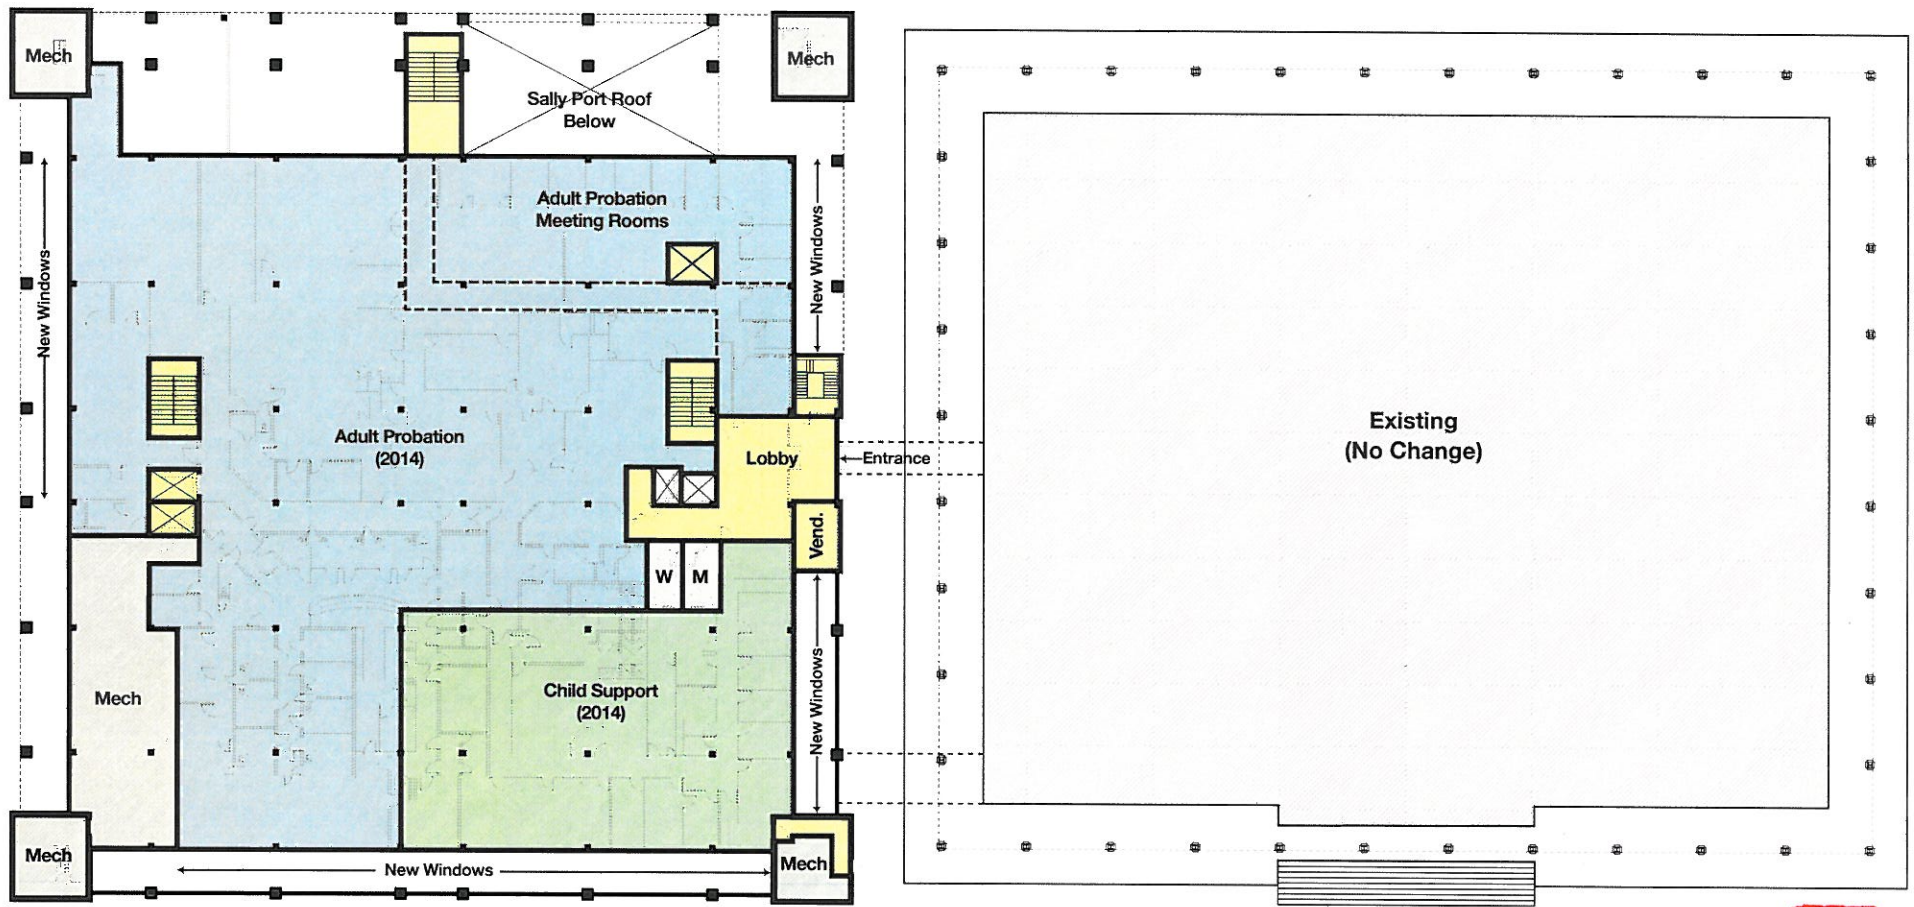 Mech
Mech
Sally Port Roof
Below
Adult Probation
Meeting Rooms
New Windows
New Windows
Existing
(No Change)
Adult Probation
(2014)
Lobby
Entrance
Vend.
W
M
Mech
Child Support
(2014)
New Windows
Mech
New Windows
Mech